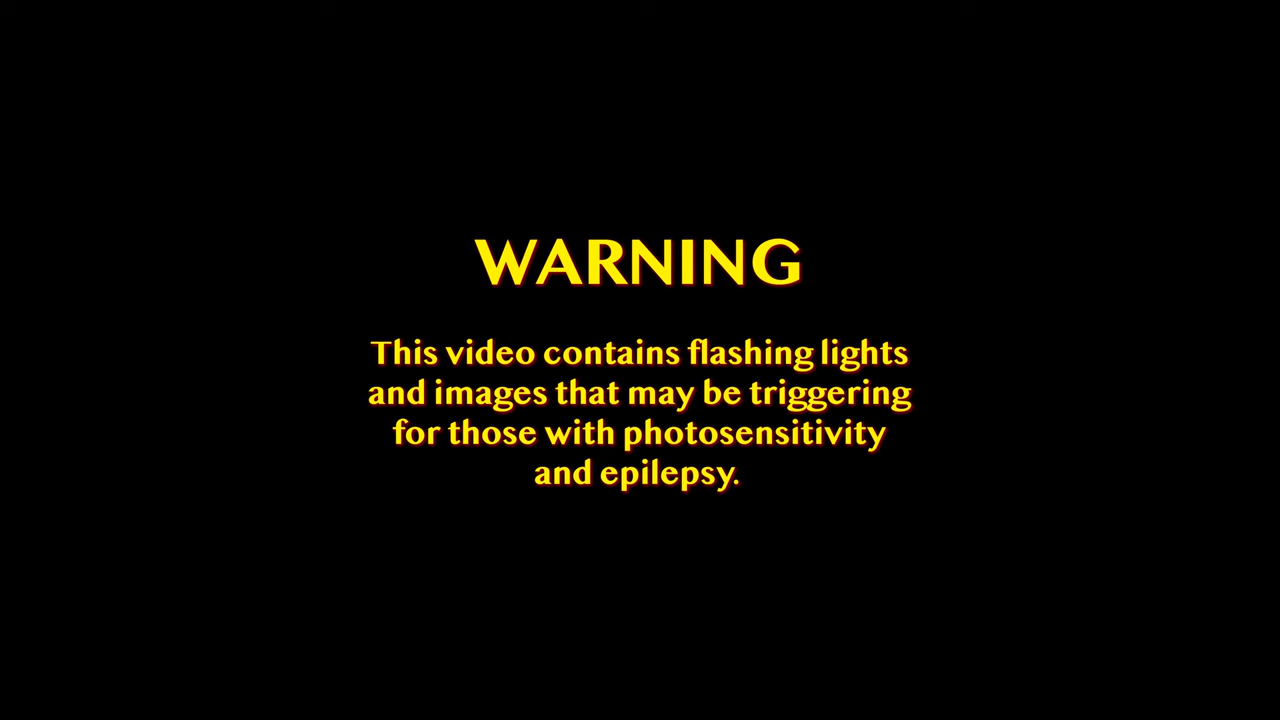 WARNING
This video contains flashing lights
and images that may be triggering
for those with photosensitivity
and epilepsy.